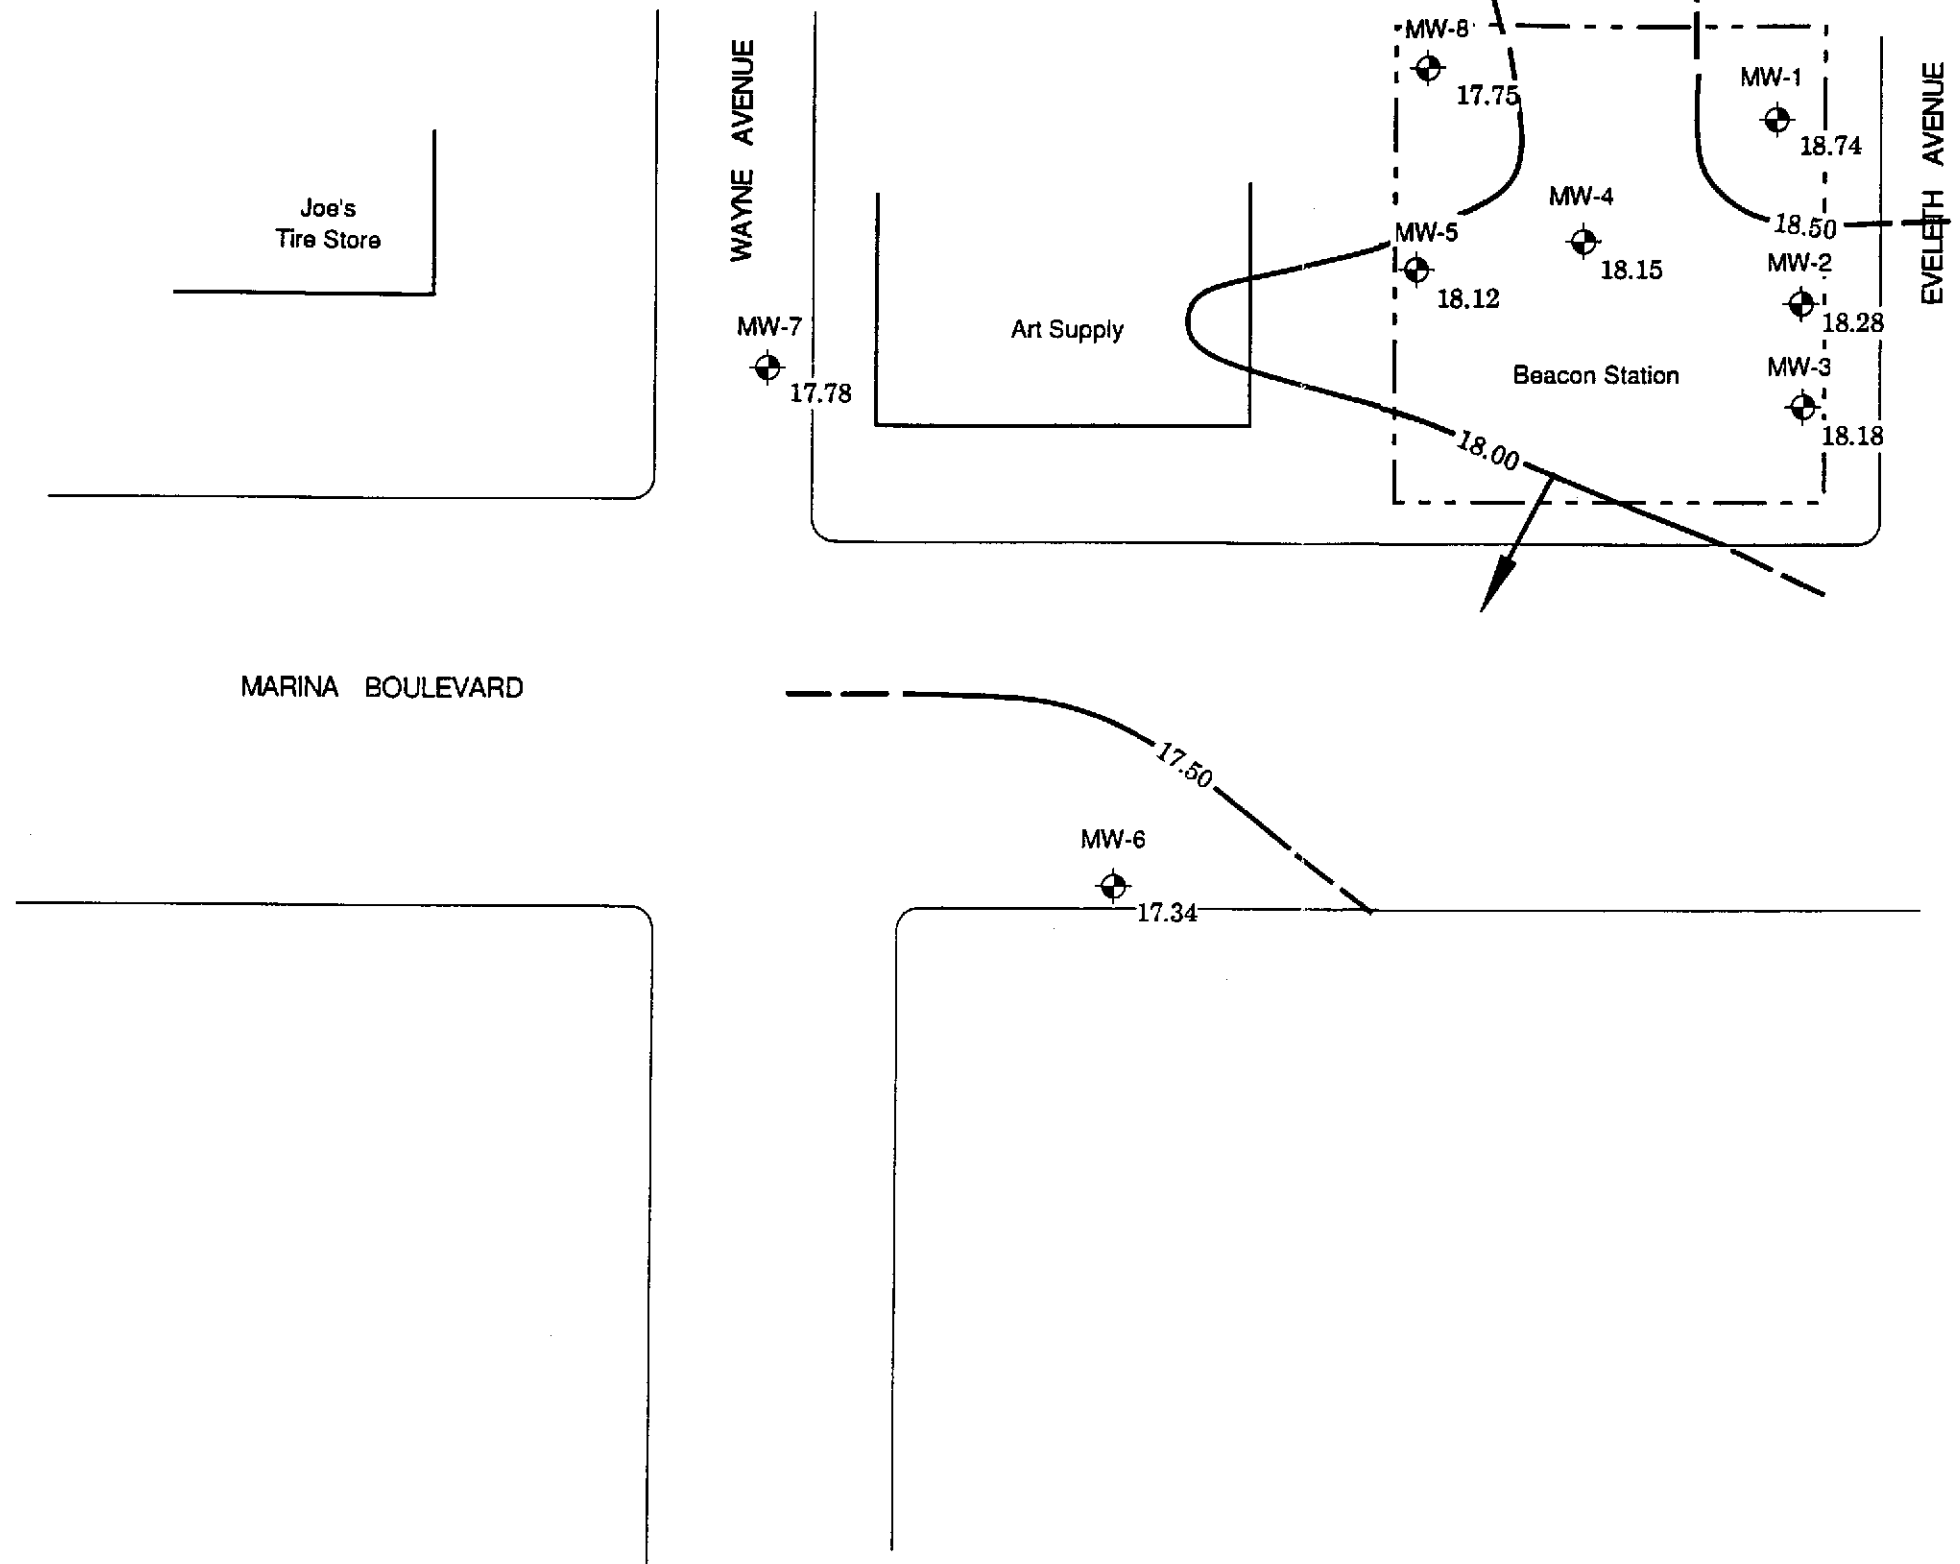 MW-8
17.75
MW-1
18.74
WAYNE AVENUE
EVELETH AVENUE
Joe's
Tire Store
MW-4
18.15
18.50
MW-5
18.12
MW-2
18.28
MW-7
17.78
Art Supply
Beacon Station
MW-3
18.18
18.00
MARINA BOULEVARD
17.50
MW-6
17.34